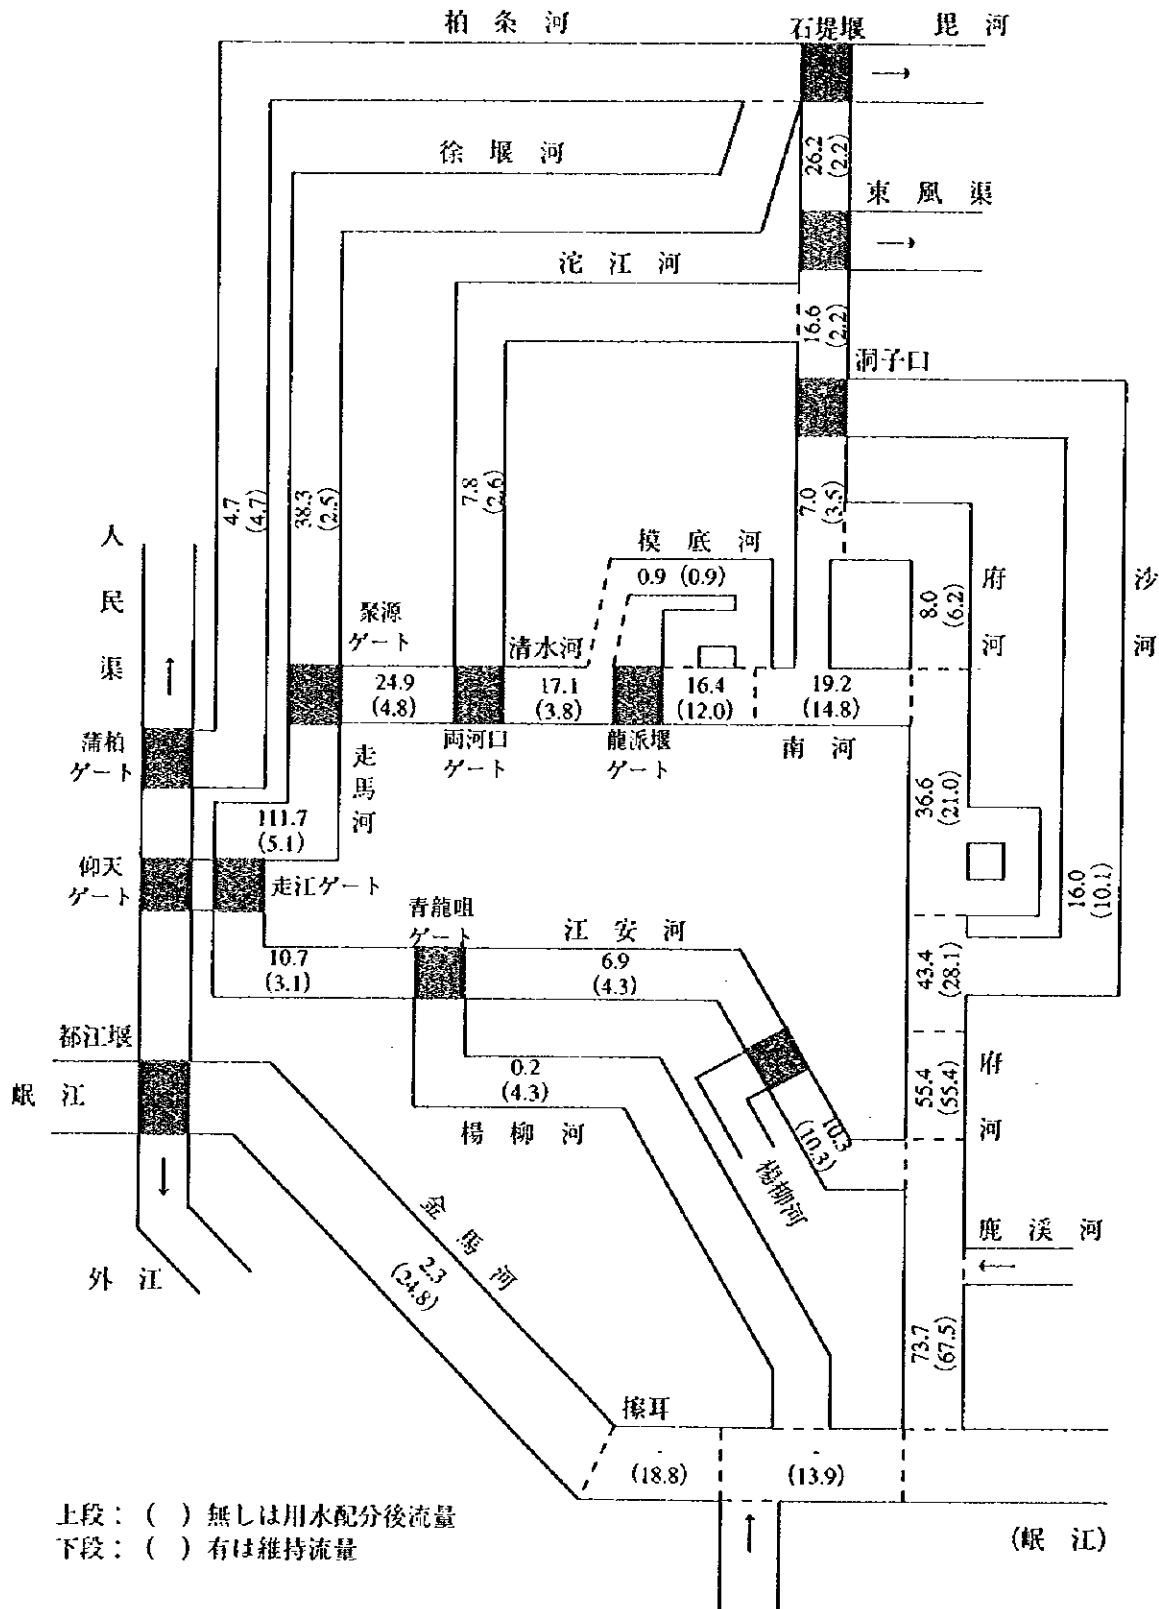 柏条河
石堤堰
毘河
徐堰河
26.2
(2.2)
東風渠
沱江河
16.6
(2.2)
洞子口
4.7
(4.7)
38.3
(2.5)
7.8
(2.6)
7.0
(3.5)
人民渠
模底河
0.9 (0.9)
府河
8.0
(6.2)
沙河
聚源
ゲート
清水河
24.9
(4.8)
17.1
(3.8)
16.4
(12.0)
19.2
(14.8)
蒲柏
ゲート
走馬河
両河口
ゲート
龍派堰
ゲート
南河
111.7
(5.1)
36.6
(21.0)
仰天
ゲート
走江ゲート
16.0
(10.1)
青龍咀
ゲート
江安河
10.7
(3.1)
6.9
(4.3)
43.4
(28.1)
都江堰
岷江
0.2
(4.3)
楊柳河
10.3
(10.3)
55.4
(55.4)
府河
楊柳河
金馬河
鹿溪河
外江
2.3
(24.8)
73.7
(67.5)
擦耳
-
(18.8)
-
(13.9)
上段：( ) 無しは用水配分後流量
下段：( ) 有は維持流量
(岷江)